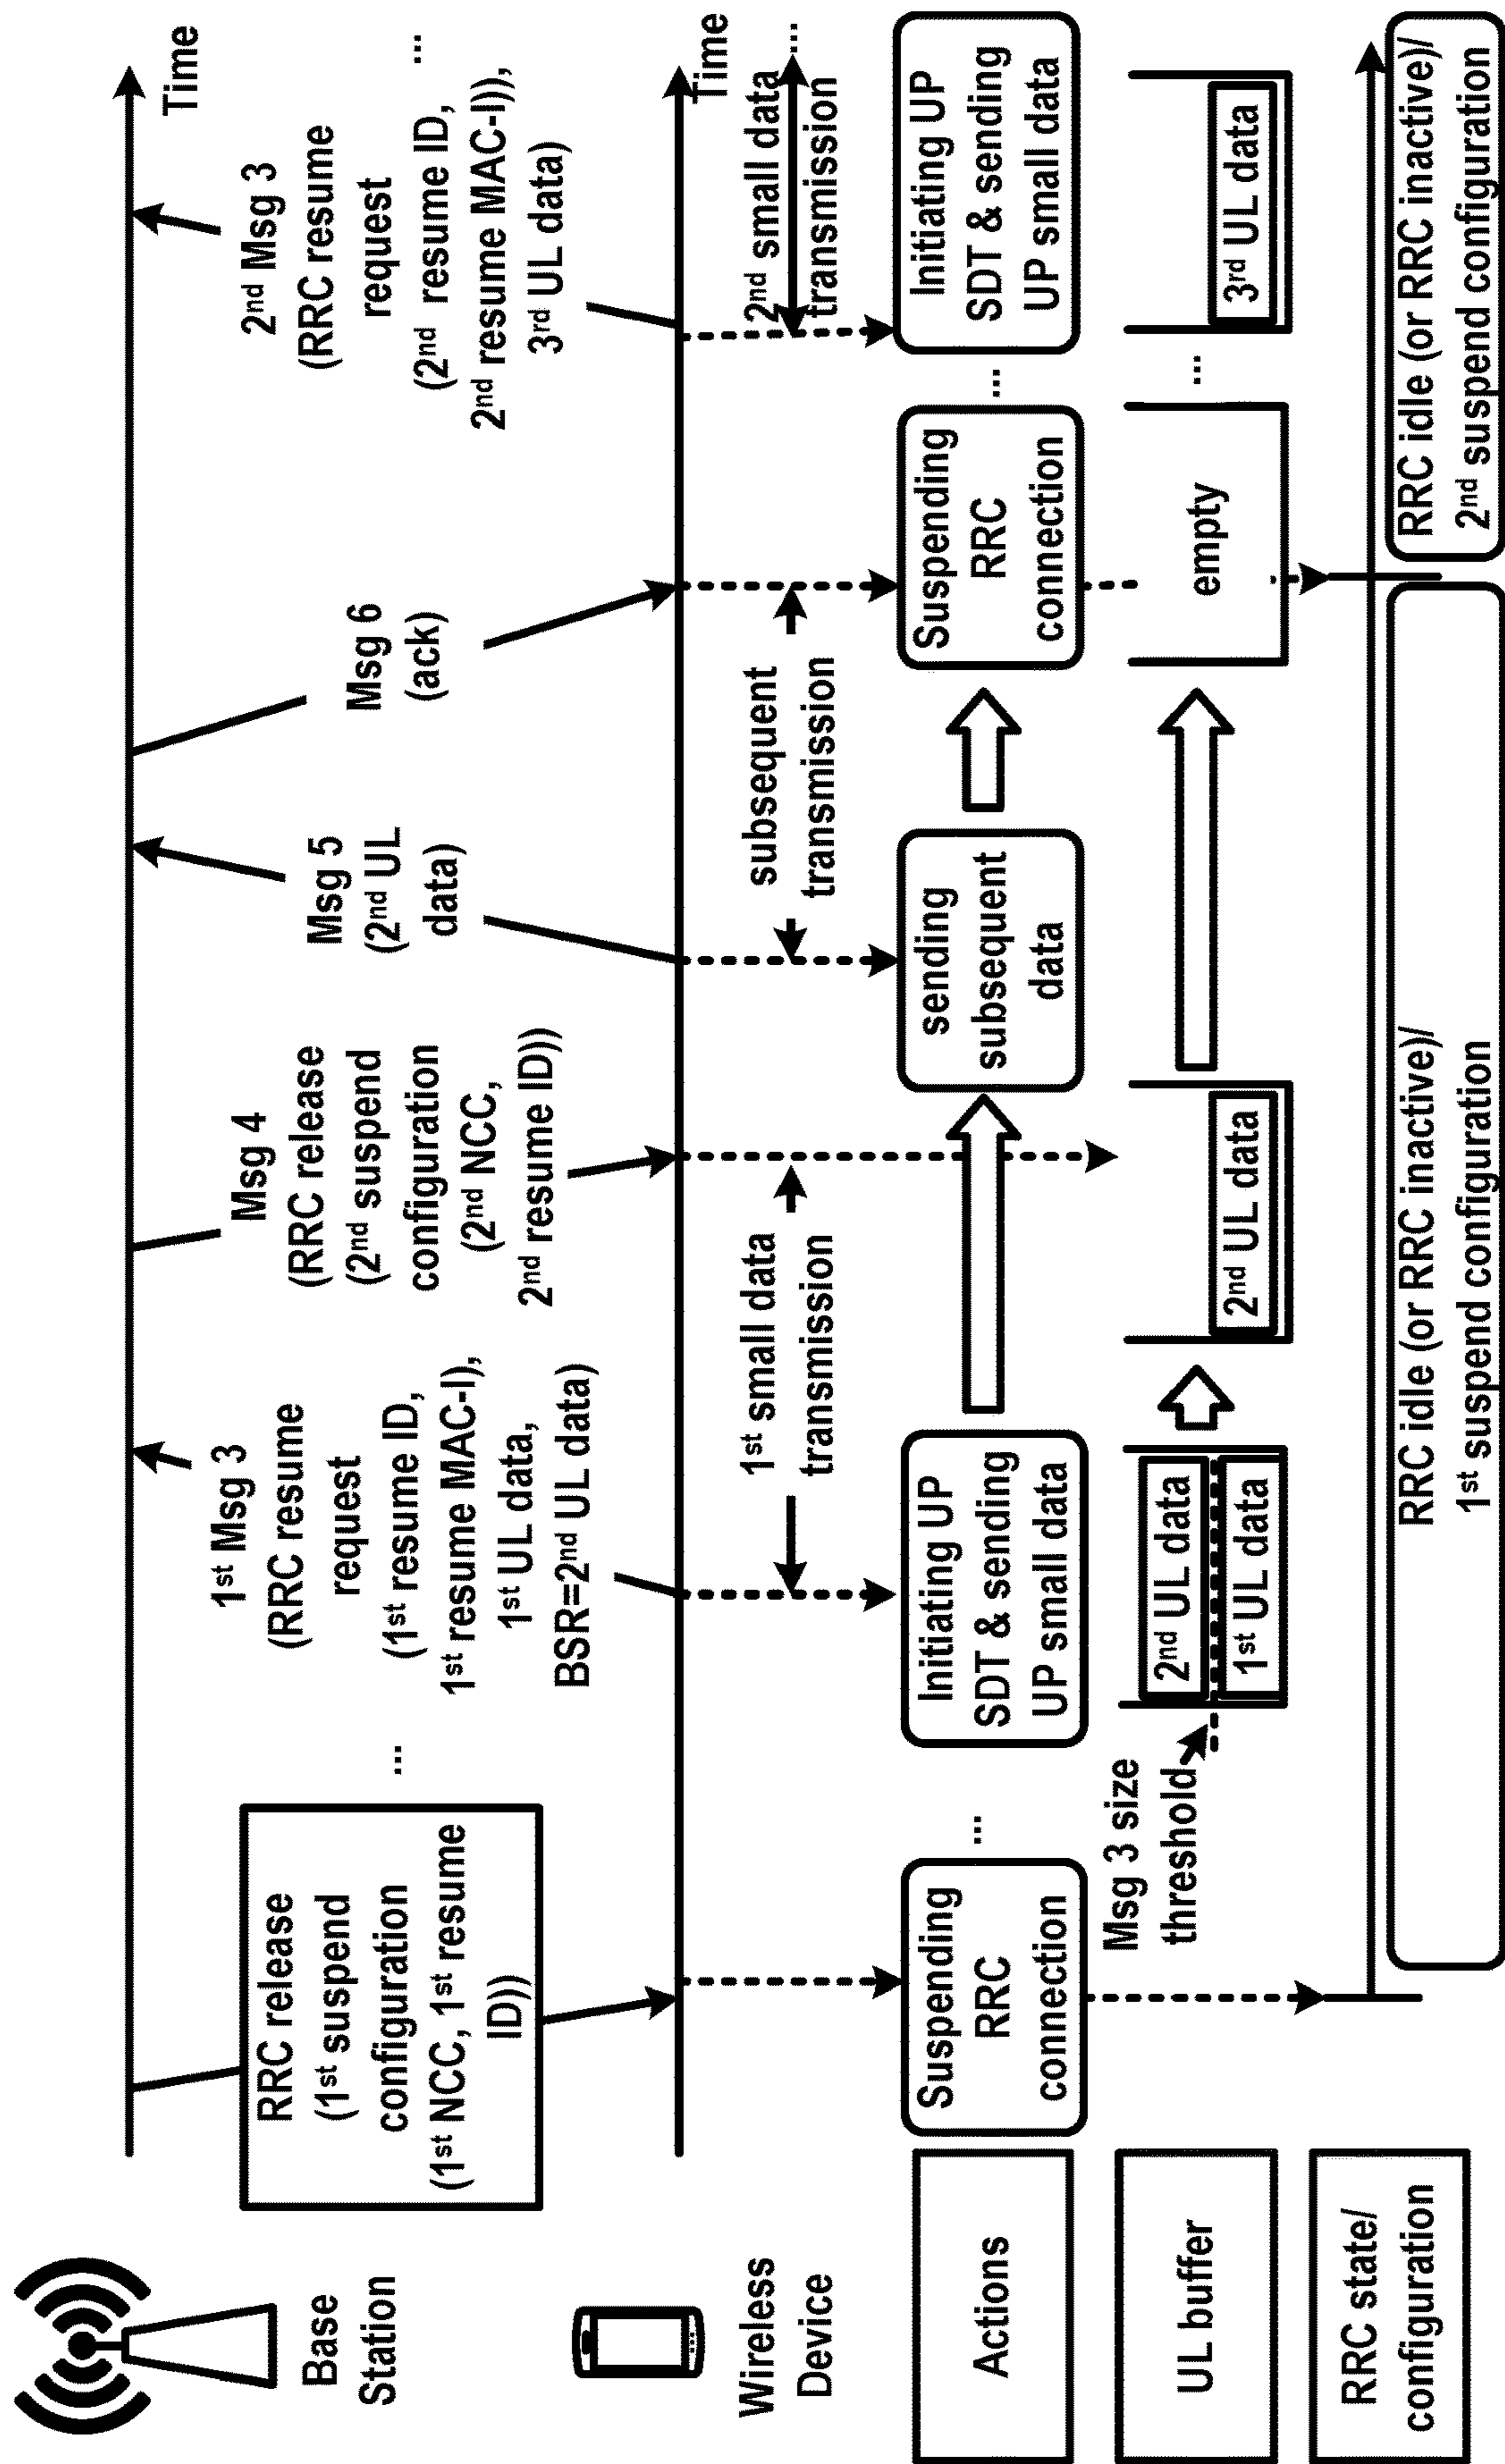 Base
Station
RRC release
(1st suspend
configuration
(1st NCC, 1st resume
ID))
...
1st Msg 3
(RRC resume
request
(1st resume ID,
1st resume MAC-I),
1st UL data,
BSR=2nd UL data)
Msg 4
(RRC release
(2nd suspend
configuration
(2nd NCC,
2nd resume ID))
Msg 5
(2nd UL
data)
Msg 6
(ack)
2nd Msg 3
(RRC resume
request
(2nd resume ID,
2nd resume MAC-I)),
3rd UL data)
...
Time
Wireless
Device
Time
1st small data
transmission
subsequent
transmission
2nd small data
transmission
...
Actions
Suspending
RRC
connection
...
Initiating UP
SDT & sending
UP small data
sending
subsequent
data
Suspending
RRC
connection
...
Initiating UP
SDT & sending
UP small data
UL buffer
Msg 3 size
threshold
2nd UL data
1st UL data
2nd UL data
empty
...
3rd UL data
RRC state/
configuration
RRC idle (or RRC inactive)/
1st suspend configuration
RRC idle (or RRC inactive)/
2nd suspend configuration